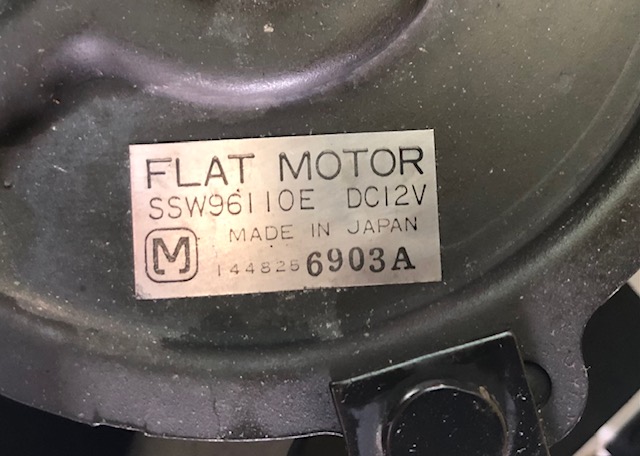 FLAT MOTOR
SSW96110E DC12V
MADE IN JAPAN
M 144825 6903A